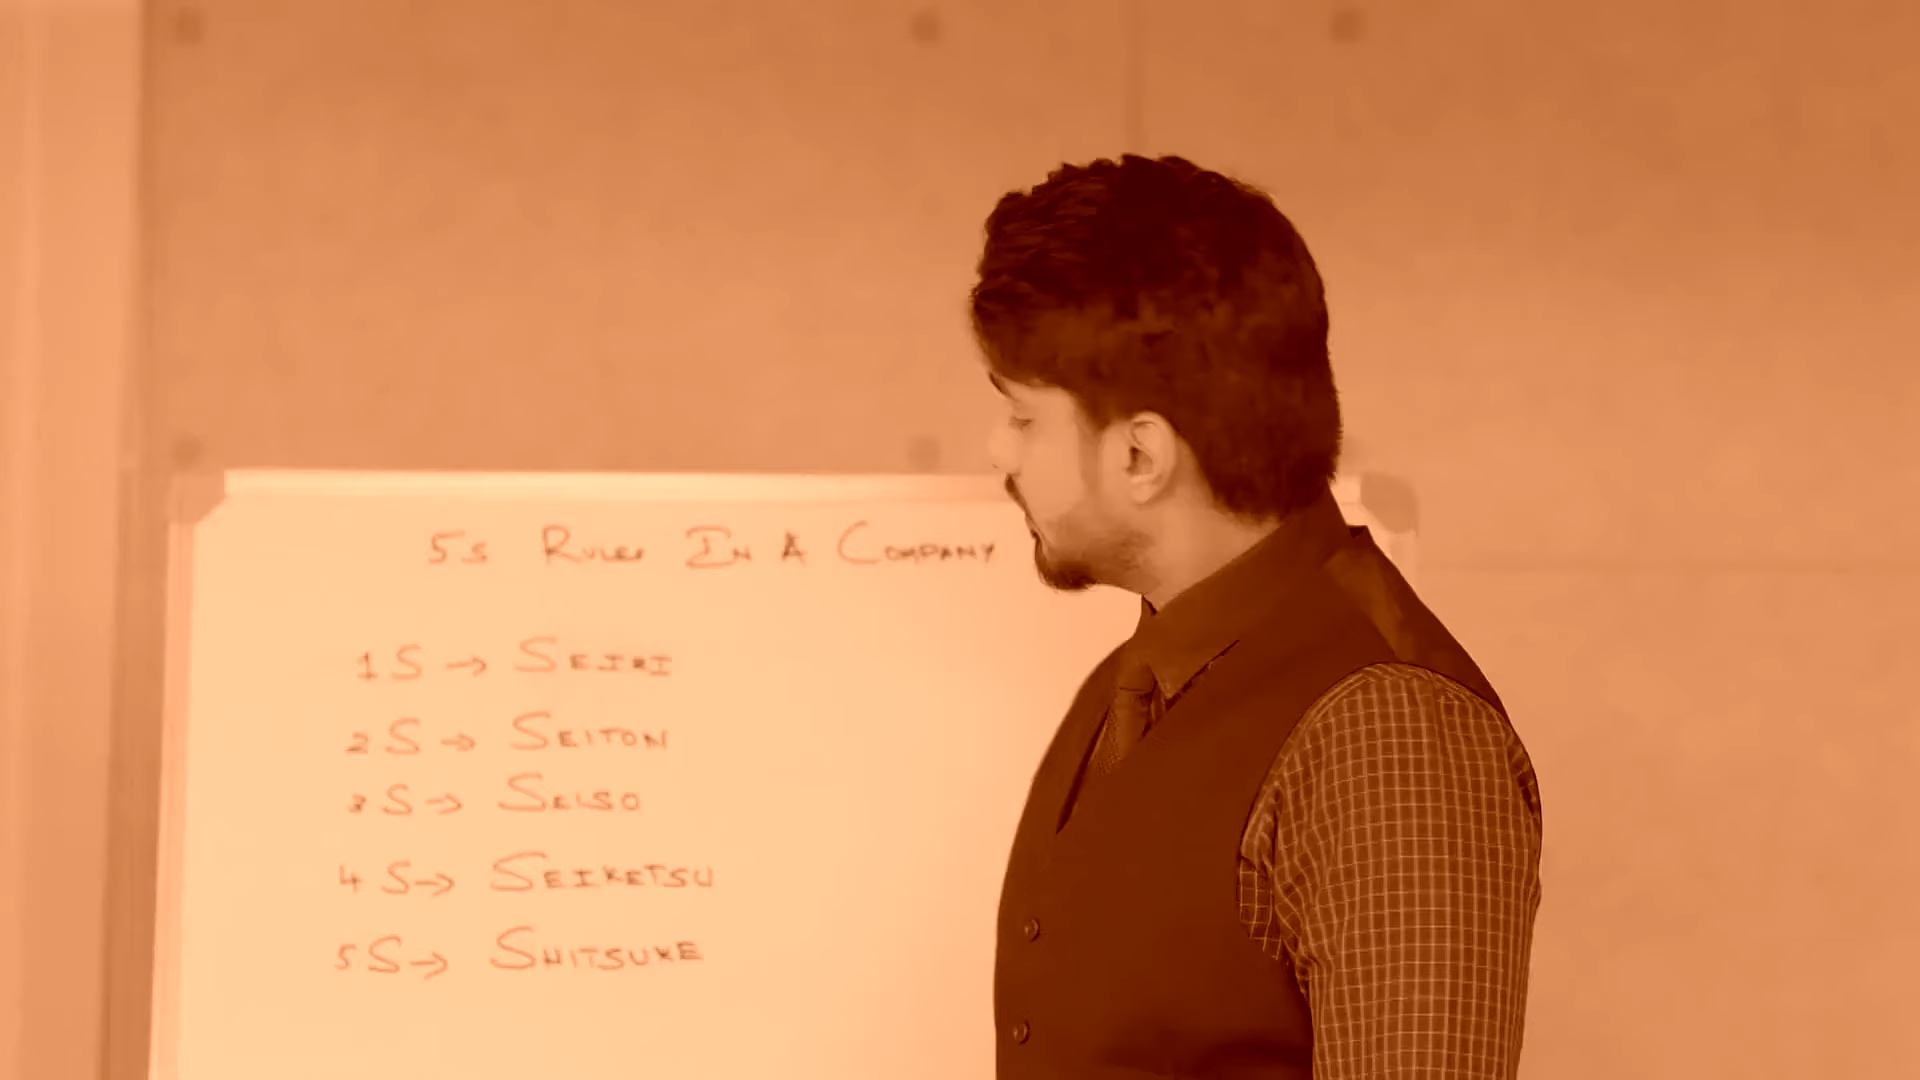 5s Rules In A Company
1 S → SEIRI
2 S → SEITON
3 S → SEISO
4 S → SEIKETSU
5 S → SHITSUKE